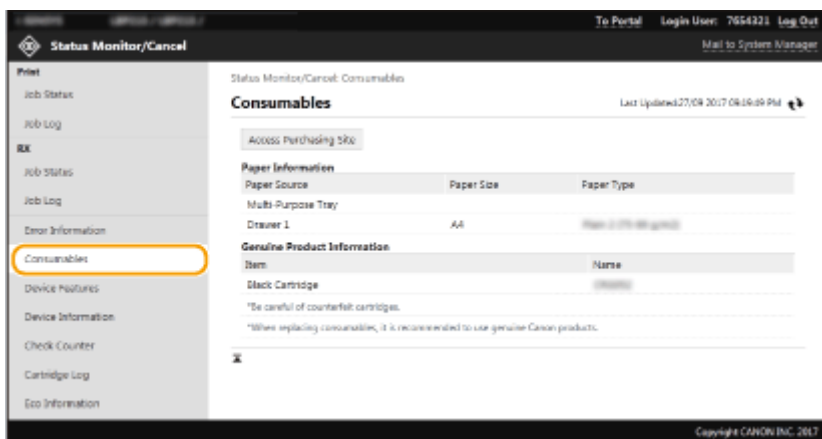 To Portal Login User: 7654321 Log Out
Status Monitor/Cancel
Mail to System Manager
Print
Job Status
Job Log
RX
Job Status
Job Log
Error Information
Consumables
Device Features
Device Information
Check Counter
Cartridge Log
Eco Information
Status Monitor/Cancel: Consumables
Consumables
Last Updated:27/09 2017 09:09:49 PM
Access Purchasing Site
Paper Information
Paper Source Paper Size Paper Type
Multi-Purpose Tray
Drawer 1 A4
Genuine Product Information
Item Name
Black Cartridge
*Be careful of counterfeit cartridges.
*When replacing consumables, it is recommended to use genuine Canon products.
Copyright CANON INC. 2017